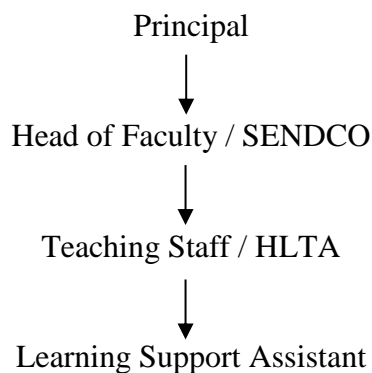 Principal
Head of Faculty / SENDCO
Teaching Staff / HLTA
Learning Support Assistant